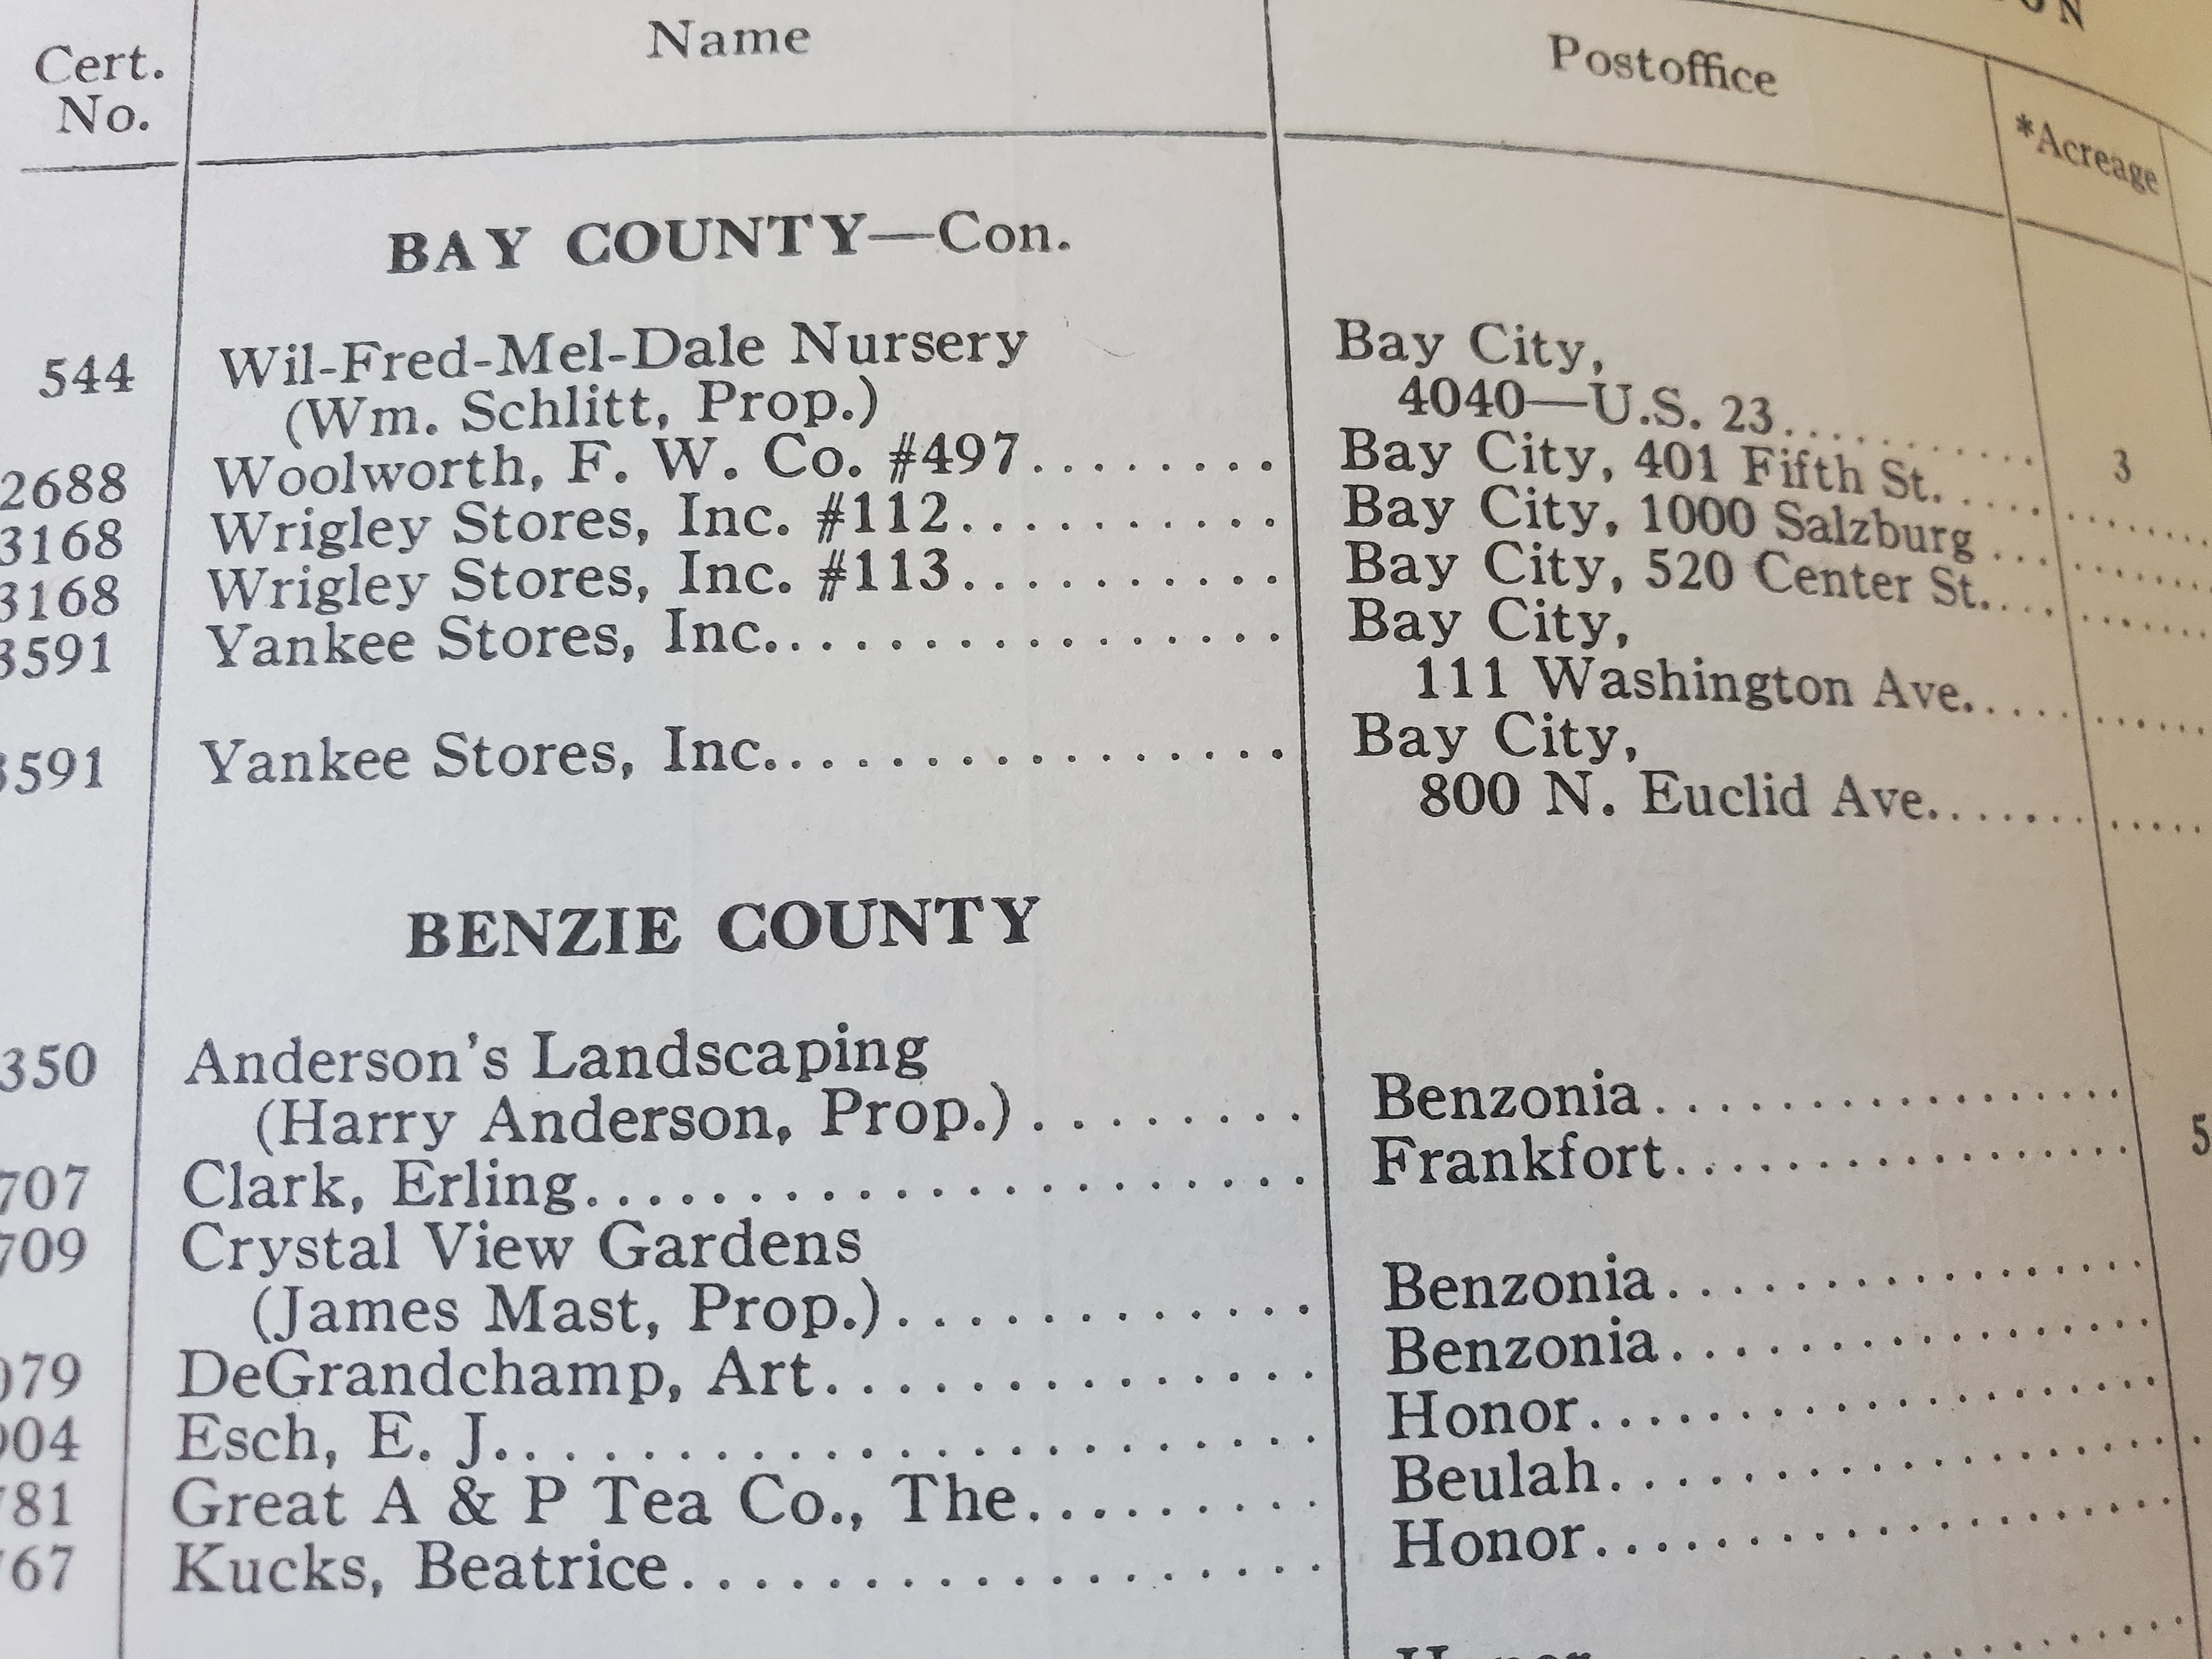 Cert. No. Name Postoffice *Acreage
BAY COUNTY—Con.
544 Wil-Fred-Mel-Dale Nursery Bay City,
(Wm. Schlitt, Prop.) 4040—U.S. 23 3
2688 Woolworth, F. W. Co. #497 Bay City, 401 Fifth St.
3168 Wrigley Stores, Inc. #112 Bay City, 1000 Salzburg
3168 Wrigley Stores, Inc. #113 Bay City, 520 Center St.
3591 Yankee Stores, Inc. Bay City,
111 Washington Ave.
3591 Yankee Stores, Inc. Bay City,
800 N. Euclid Ave.
BENZIE COUNTY
350 Anderson's Landscaping
(Harry Anderson, Prop.) Benzonia
707 Clark, Erling Frankfort 5
709 Crystal View Gardens
(James Mast, Prop.) Benzonia
79 DeGrandchamp, Art Benzonia
04 Esch, E. J. Honor
81 Great A & P Tea Co., The Beulah
67 Kucks, Beatrice Honor